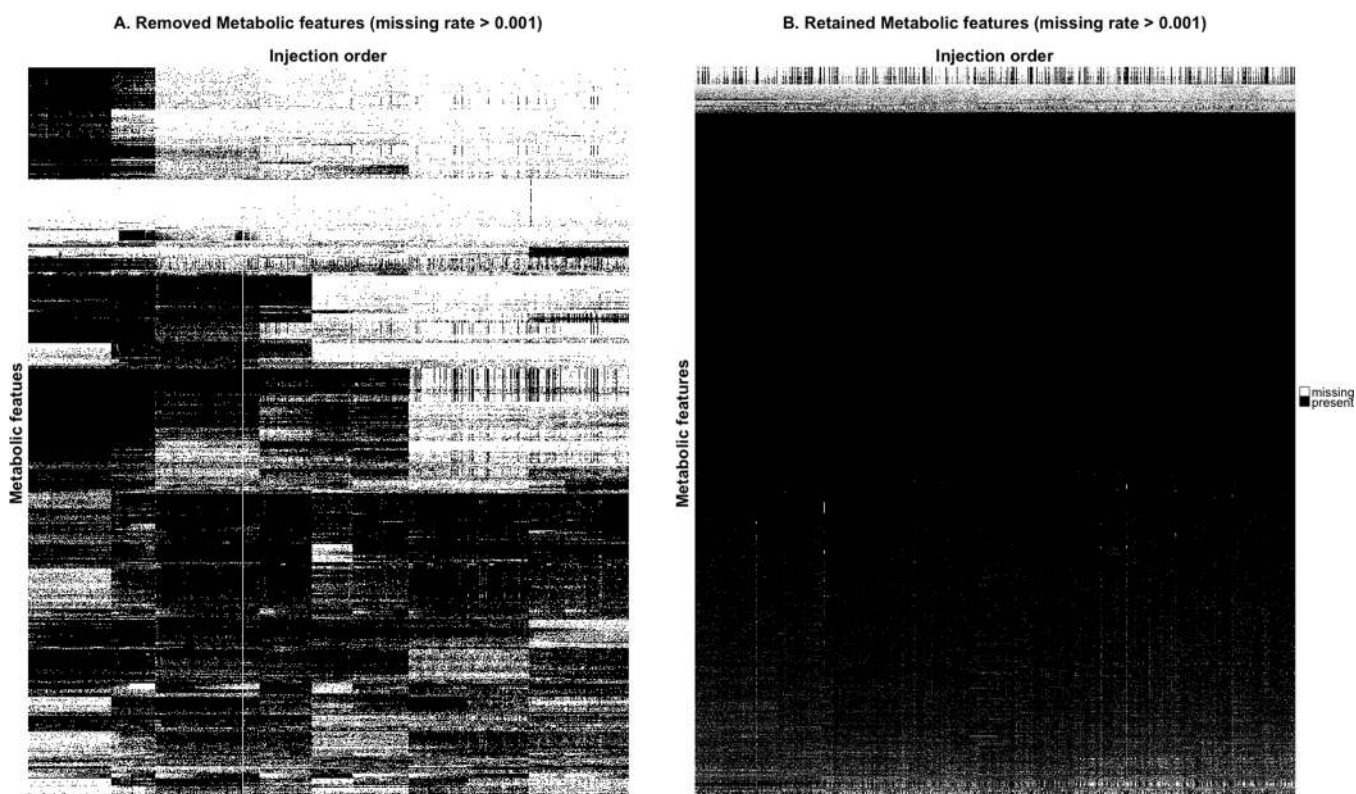 A. Removed Metabolic features (missing rate > 0.001)
Injection order
Metabolic featues
B. Retained Metabolic features (missing rate > 0.001)
Injection order
Metabolic features
missing
present